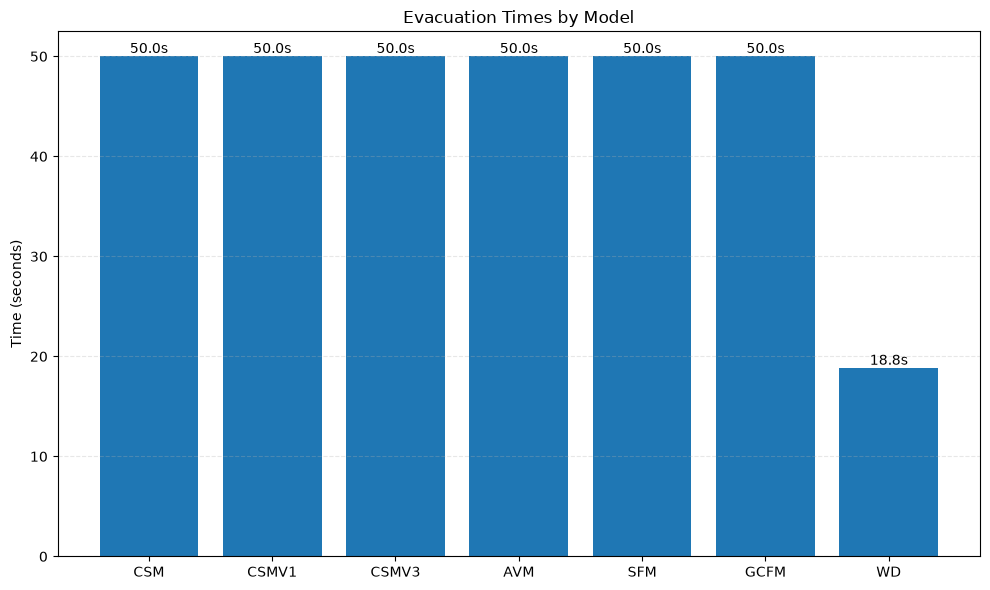 Evacuation Times by Model
50.0s 50.0s 50.0s 50.0s 50.0s 50.0s 18.8s
Time (seconds)
50
40
30
20
10
0
CSM CSMV1 CSMV3 AVM SFM GCFM WD